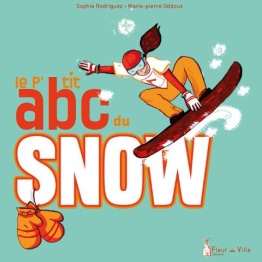 Sophie Rodriguez - Marie-pierre Oddoux
le P'tit
abc
du
SNOW
Fleur de Ville